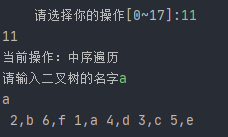 请选择你的操作[0~17]:11
11
当前操作: 中序遍历
请输入二叉树的名字a
a
2,b 6,f 1,a 4,d 3,c 5,e